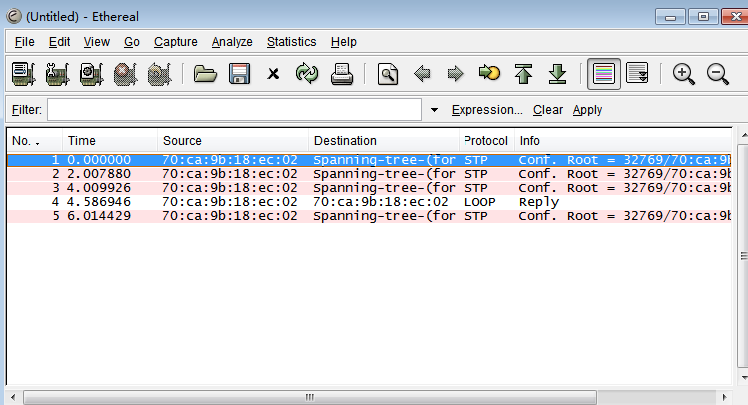 (Untitled) - Ethereal
File Edit View Go Capture Analyze Statistics Help
Filter: Expression... Clear Apply
No. Time Source Destination Protocol Info
1 0.000000 70:ca:9b:18:ec:02 Spanning-tree-(for STP Conf. Root = 32769/70:ca:9b
2 2.007880 70:ca:9b:18:ec:02 Spanning-tree-(for STP Conf. Root = 32769/70:ca:9b
3 4.009926 70:ca:9b:18:ec:02 Spanning-tree-(for STP Conf. Root = 32769/70:ca:9b
4 4.586946 70:ca:9b:18:ec:02 70:ca:9b:18:ec:02 LOOP Reply
5 6.014429 70:ca:9b:18:ec:02 Spanning-tree-(for STP Conf. Root = 32769/70:ca:9b